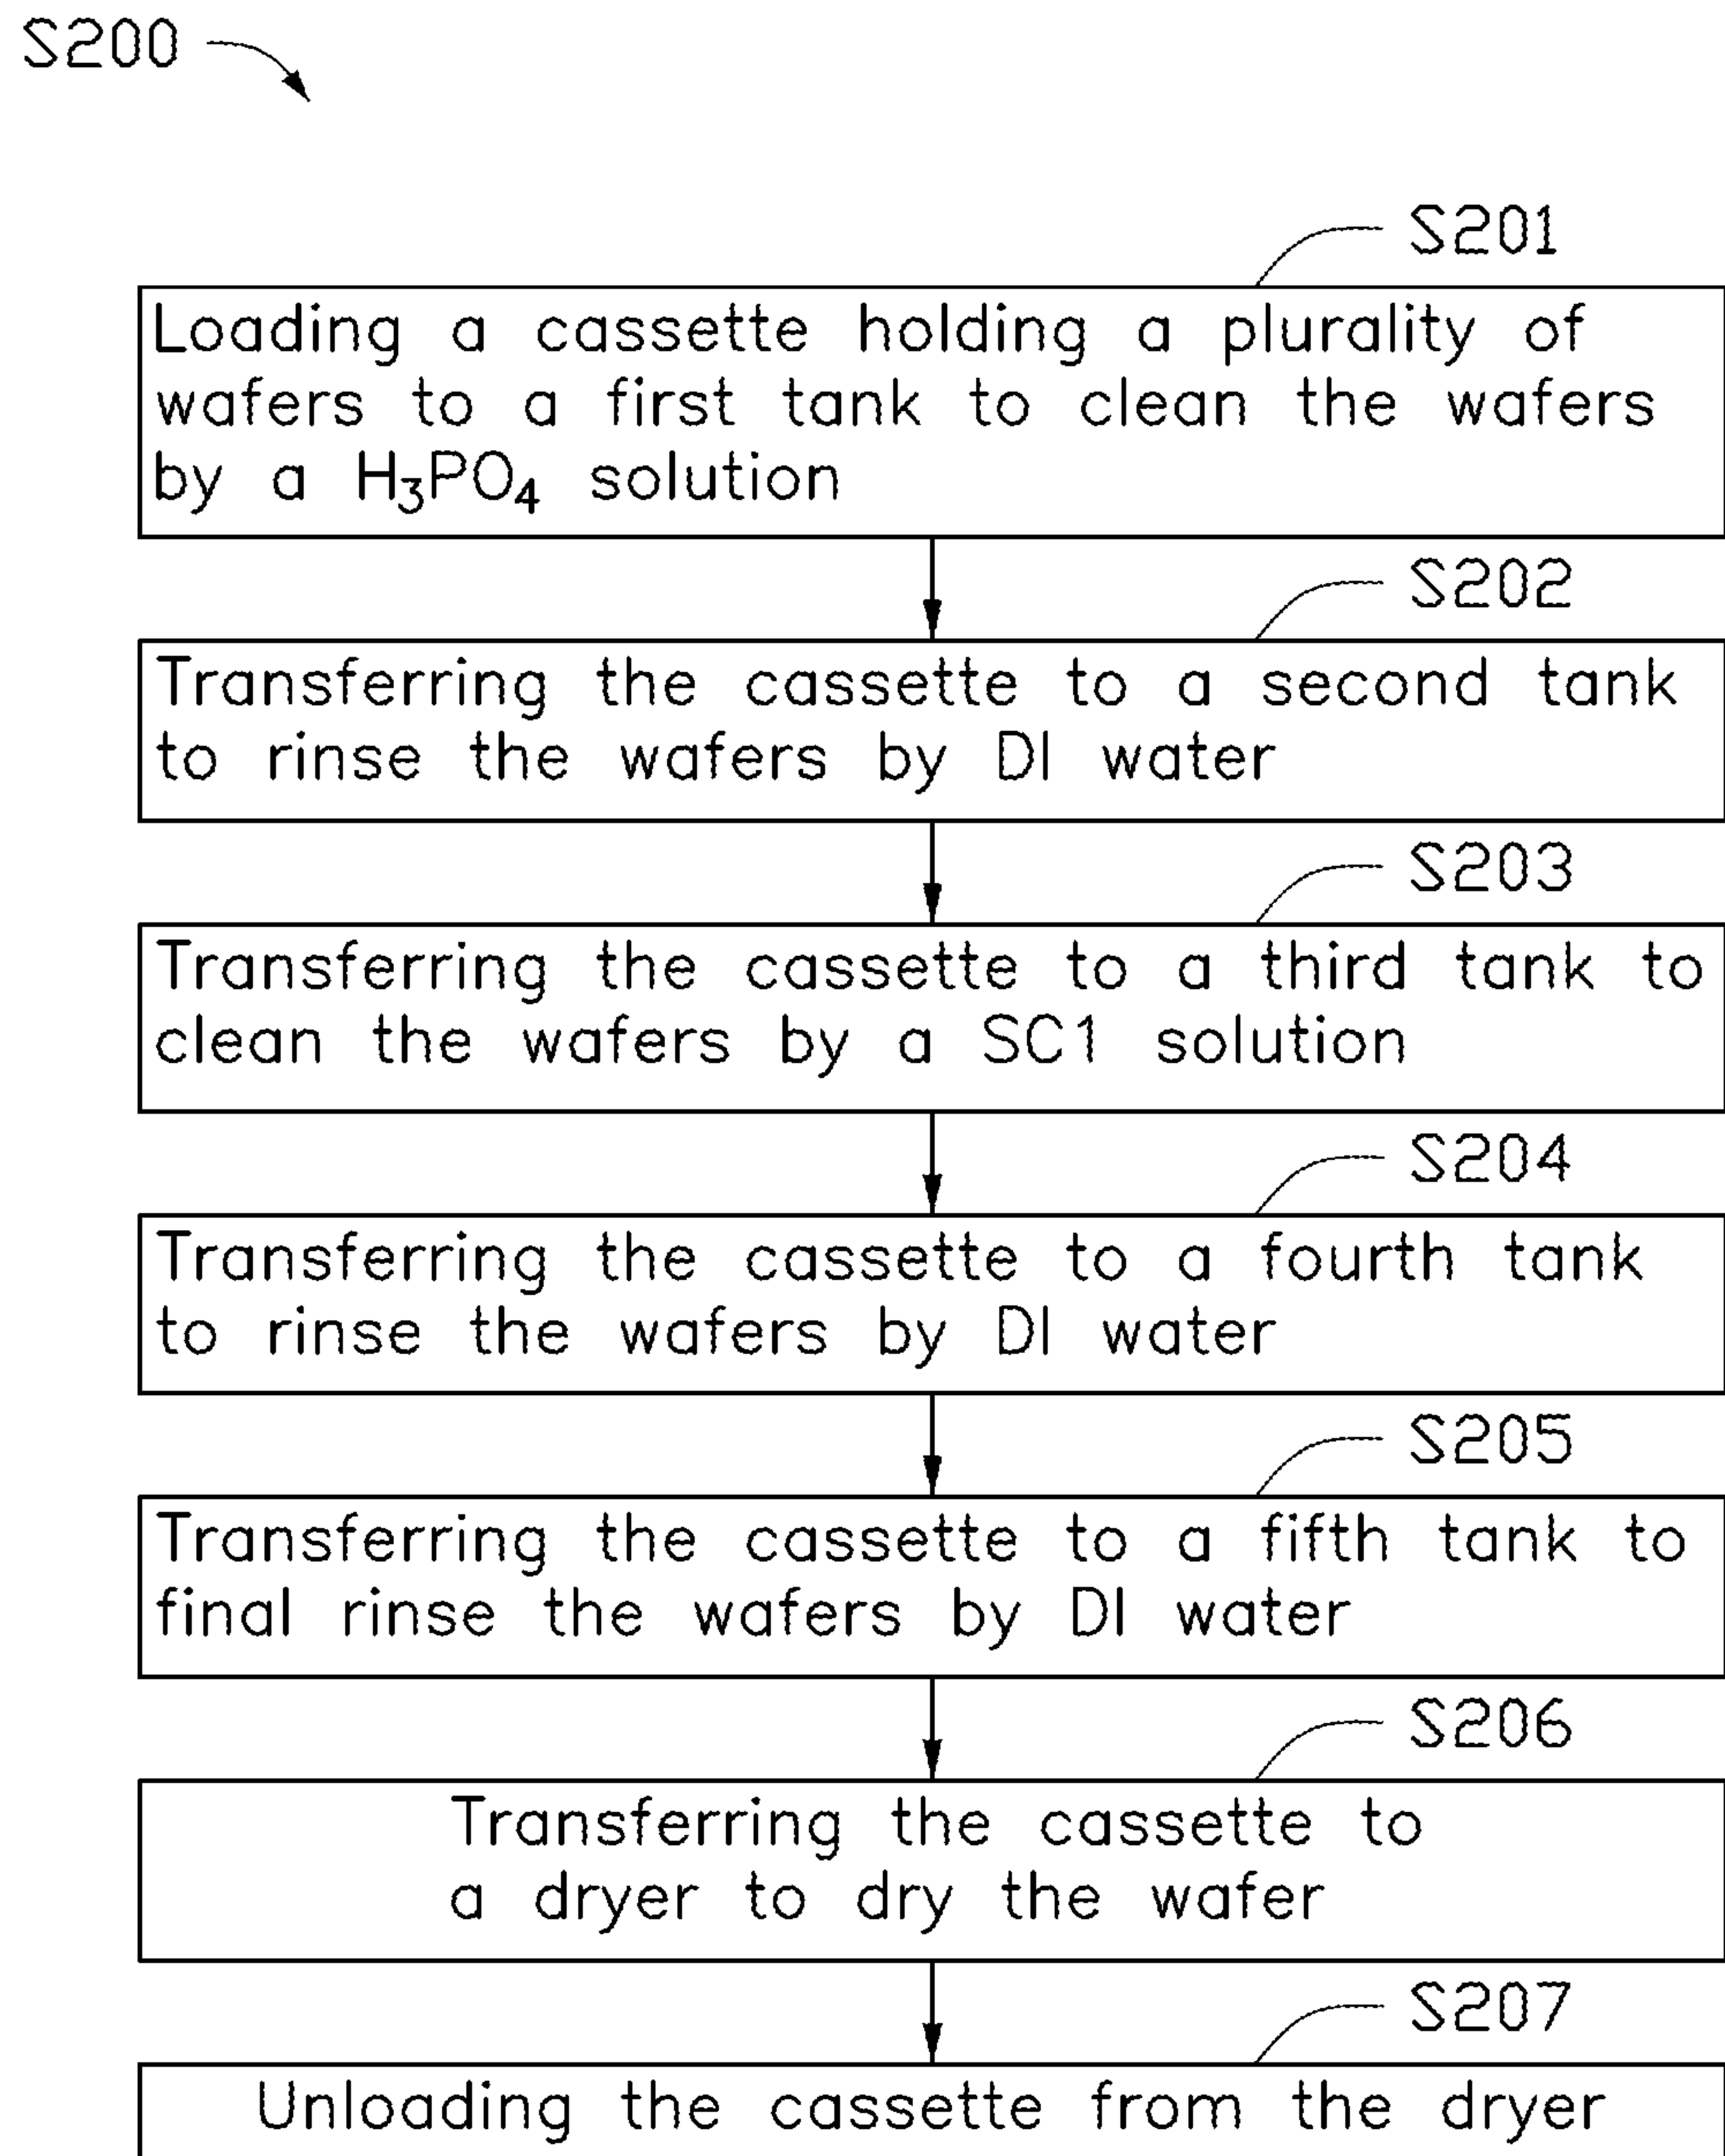 S200
S201
Loading a cassette holding a plurality of
wafers to a first tank to clean the wafers
by a H₃PO₄ solution
S202
Transferring the cassette to a second tank
to rinse the wafers by DI water
S203
Transferring the cassette to a third tank to
clean the wafers by a SC1 solution
S204
Transferring the cassette to a fourth tank
to rinse the wafers by DI water
S205
Transferring the cassette to a fifth tank to
final rinse the wafers by DI water
S206
Transferring the cassette to
a dryer to dry the wafer
S207
Unloading the cassette from the dryer